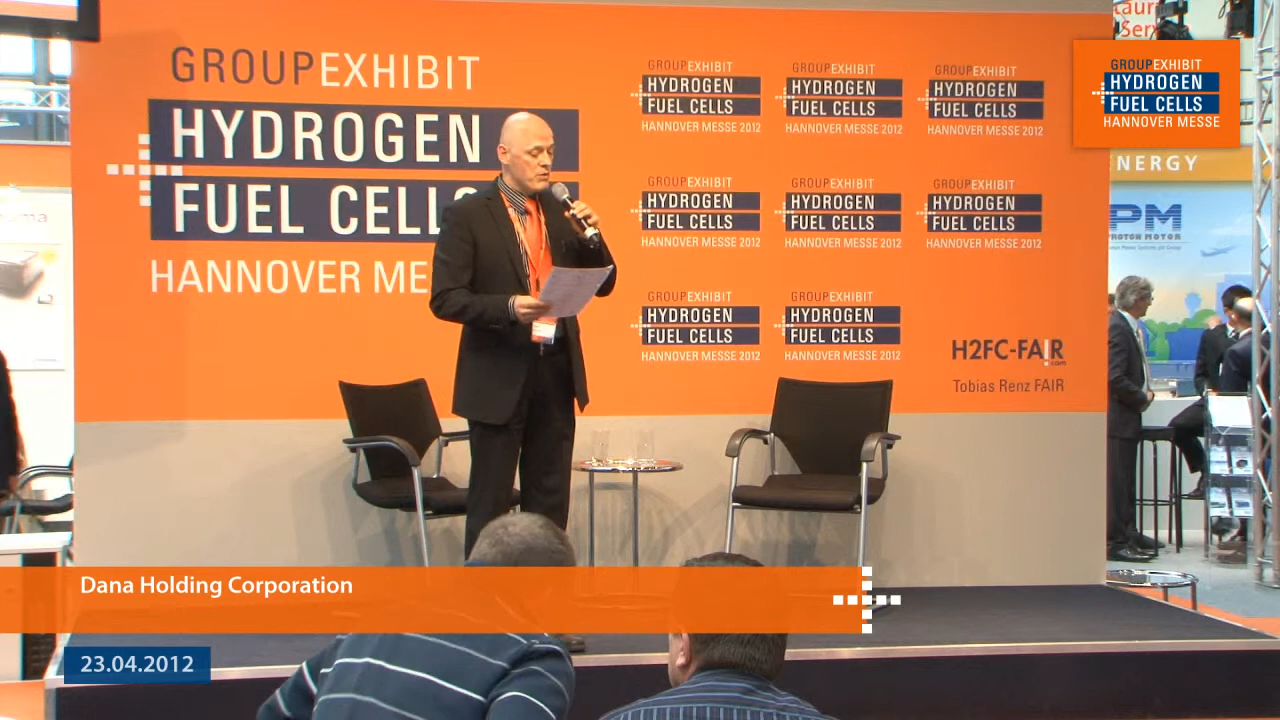 GROUPEXHIBIT
HYDROGEN
FUEL CELLS
HANNOVER ME
GROUPEXHIBIT
HYDROGEN
FUEL CELLS
HANNOVER MESSE 2012
GROUPEXHIBIT
HYDROGEN
FUEL CELLS
HANNOVER MESSE 2012
GROUPEXHIBIT
HYDROGEN
FUEL CELLS
HANNOVER MESSE 2012
GROUPEXHIBIT
HYDROGEN
FUEL CELLS
HANNOVER MESSE 2012
GROUPEXHIBIT
HYDROGEN
FUEL CELLS
HANNOVER MESSE 2012
GROUPEXHIBIT
HYDROGEN
FUEL CELLS
HANNOVER MESSE 2012
GROUPEXHIBIT
HYDROGEN
FUEL CELLS
HANNOVER MESSE 2012
GROUPEXHIBIT
HYDROGEN
FUEL CELLS
HANNOVER MESSE 2012
H2FC-FAIR
.com
Tobias Renz FAIR
GROUPEXHIBIT
HYDROGEN
FUEL CELLS
HANNOVER MESSE
NERGY
PM
PROTON MOTOR
Dana Holding Corporation
23.04.2012